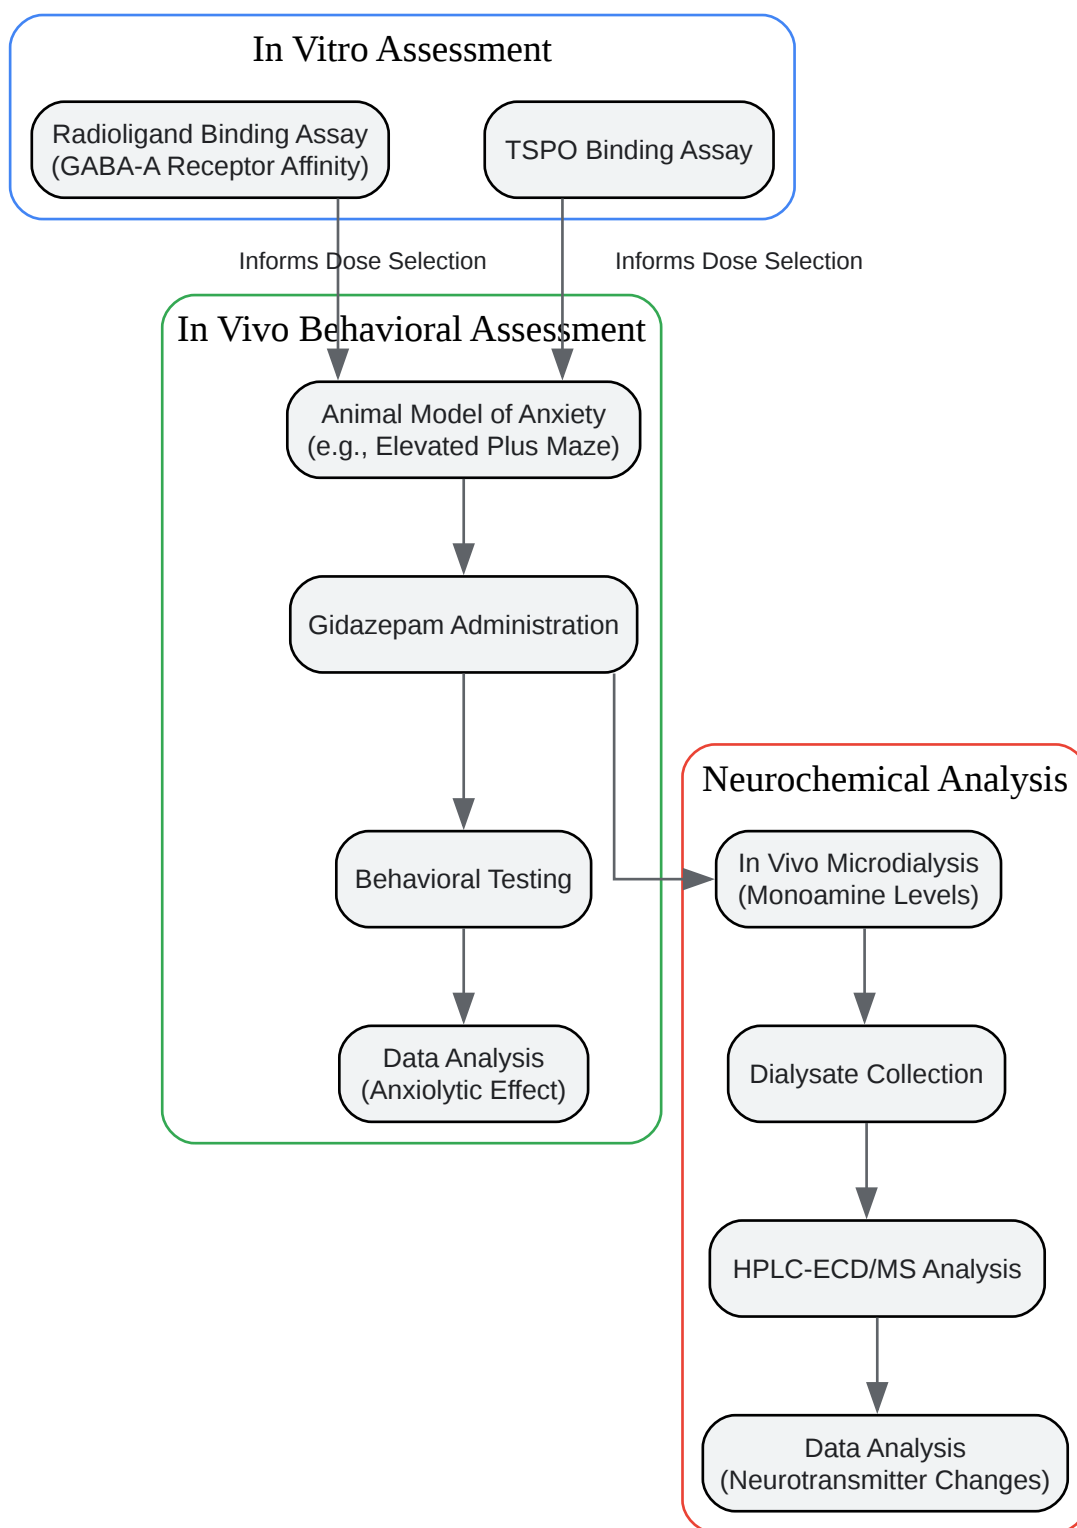 In Vitro Assessment
Radioligand Binding Assay
(GABA-A Receptor Affinity)
TSPO Binding Assay
Informs Dose Selection
Informs Dose Selection
In Vivo Behavioral Assessment
Animal Model of Anxiety
(e.g., Elevated Plus Maze)
Gidazepam Administration
Behavioral Testing
Data Analysis
(Anxiolytic Effect)
Neurochemical Analysis
In Vivo Microdialysis
(Monoamine Levels)
Dialysate Collection
HPLC-ECD/MS Analysis
Data Analysis
(Neurotransmitter Changes)